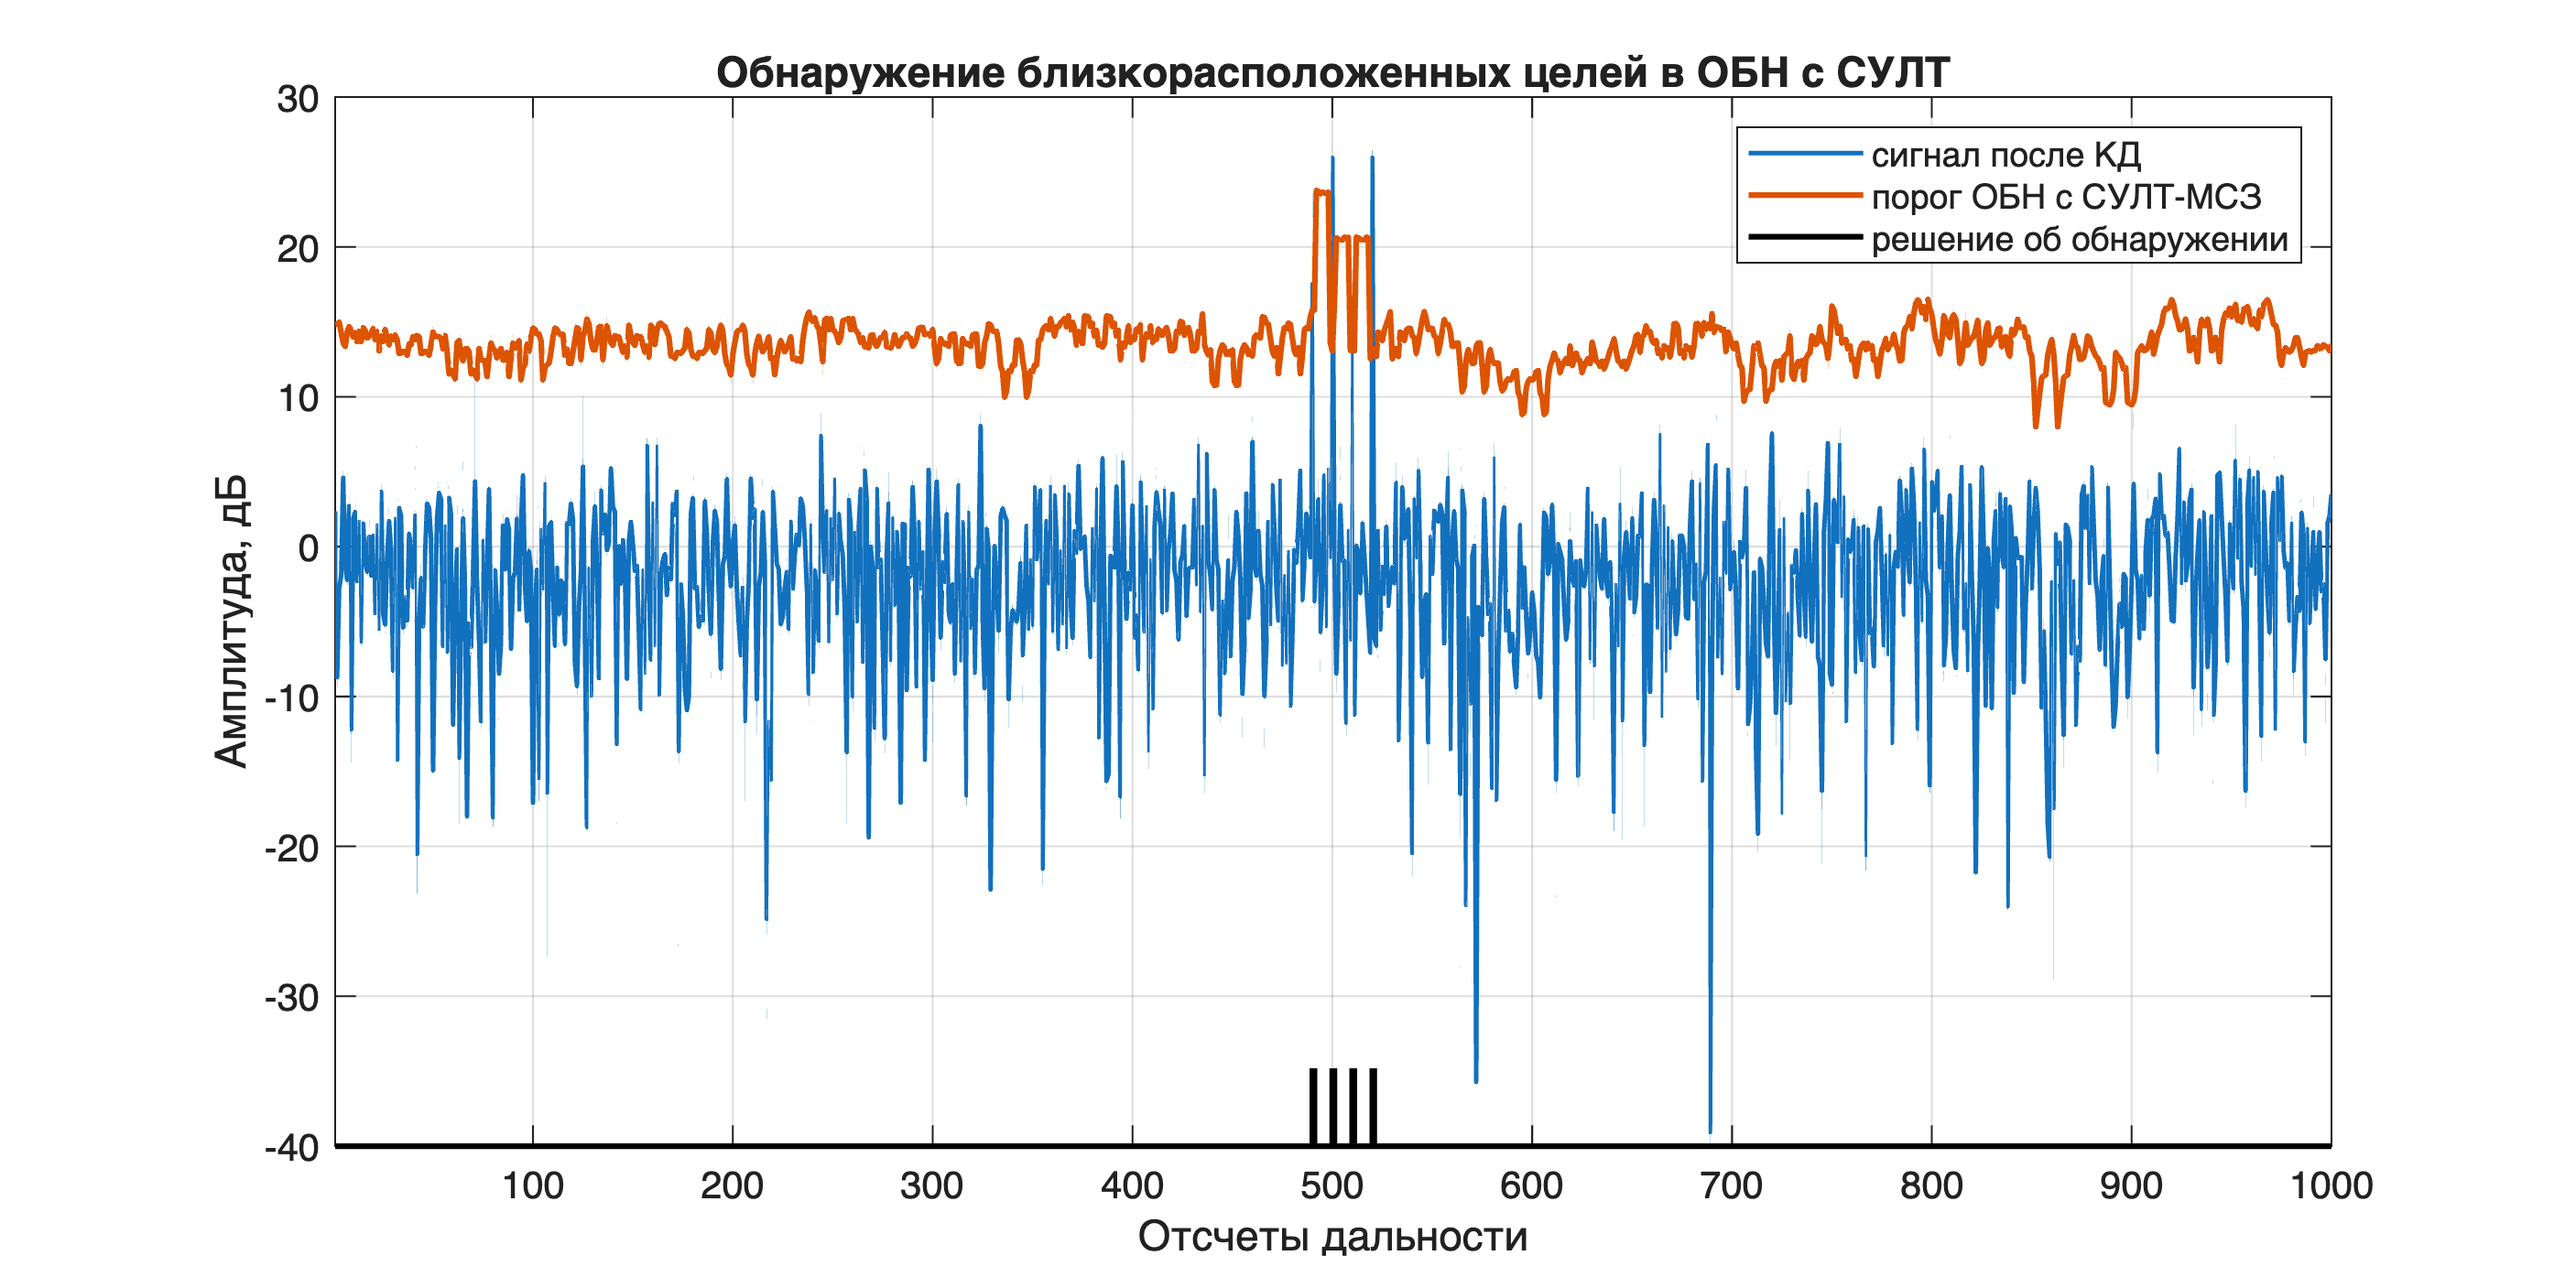 Обнаружение близкорасположенных целей в ОБН с СУЛТ
30
20
10
0
-10
-20
-30
-40
Амплитуда, дБ
сигнал после КД
порог ОБН с СУЛТ-МСЗ
решение об обнаружении
100 200 300 400 500 600 700 800 900 1000
Отсчеты дальности